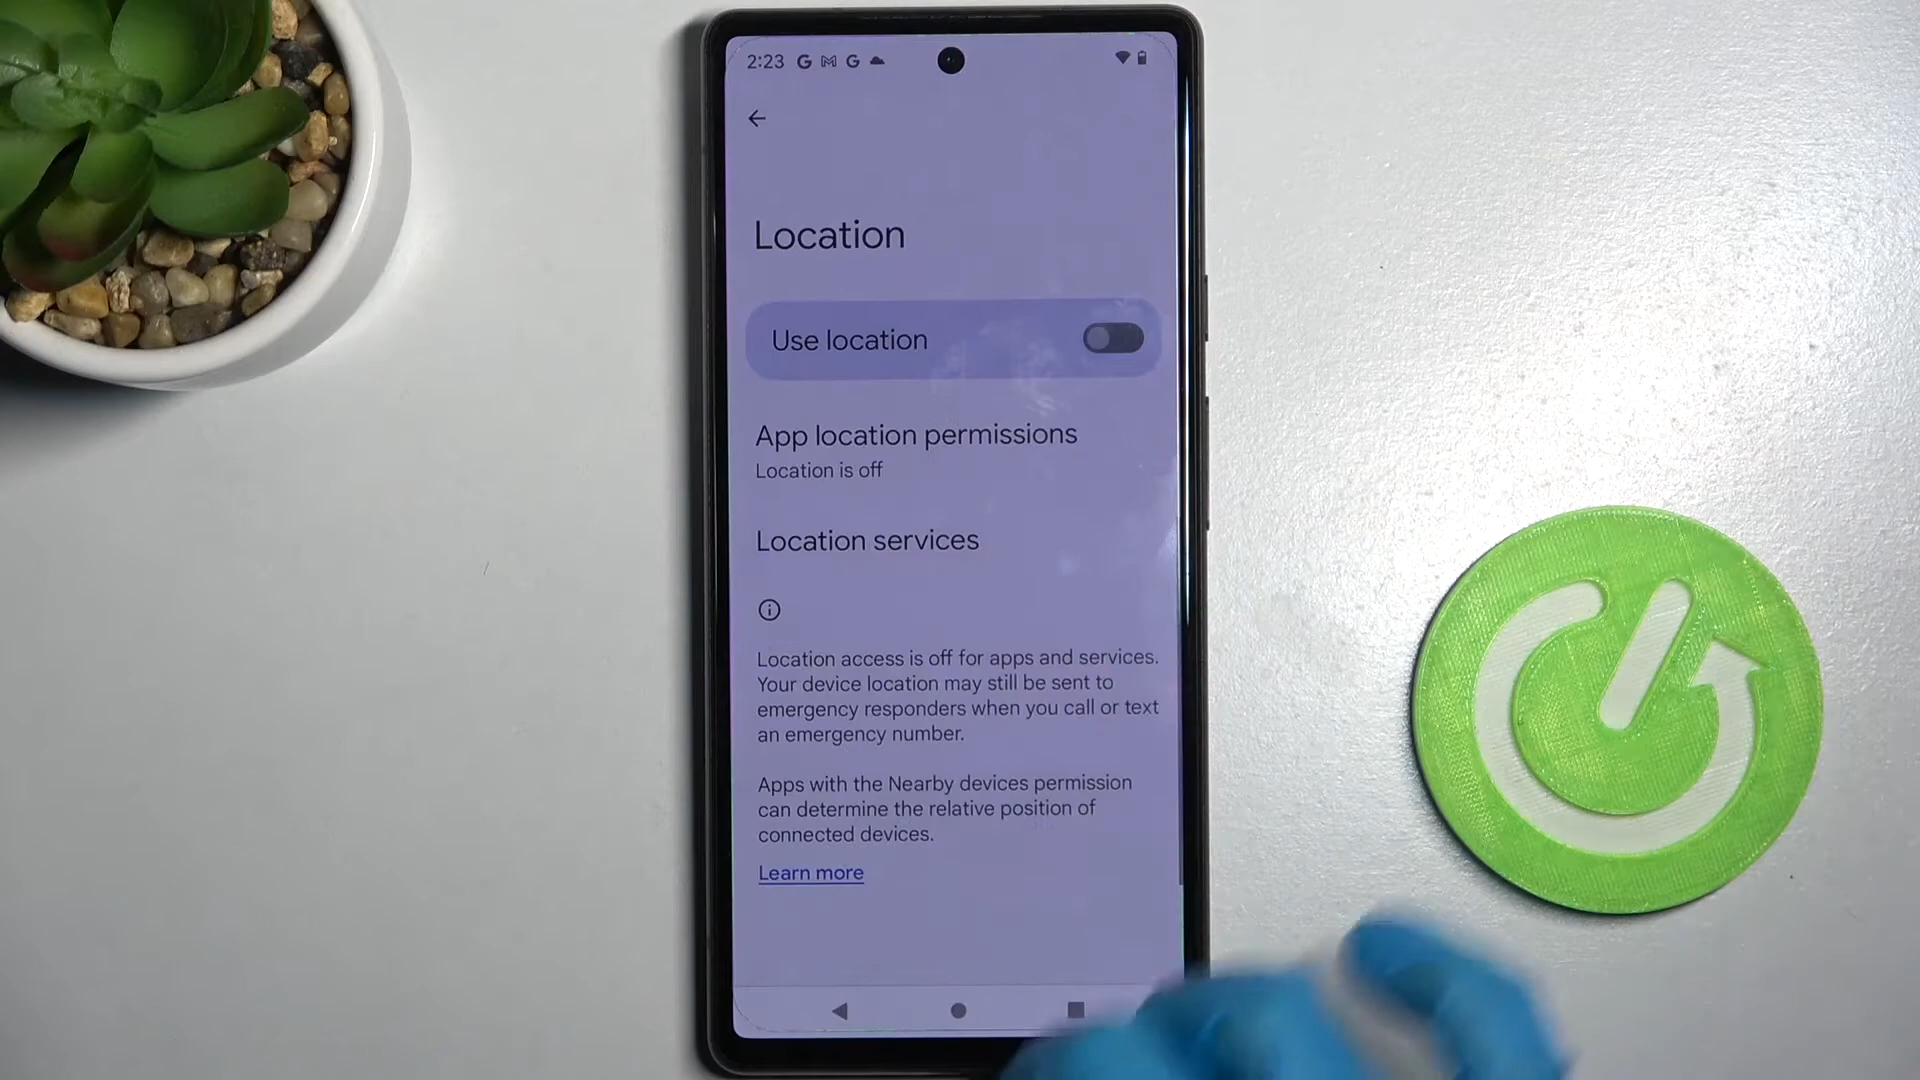 2:23
Location
Use location
App location permissions
Location is off
Location services
Location access is off for apps and services.
Your device location may still be sent to
emergency responders when you call or text
an emergency number.
Apps with the Nearby devices permission
can determine the relative position of
connected devices.
Learn more